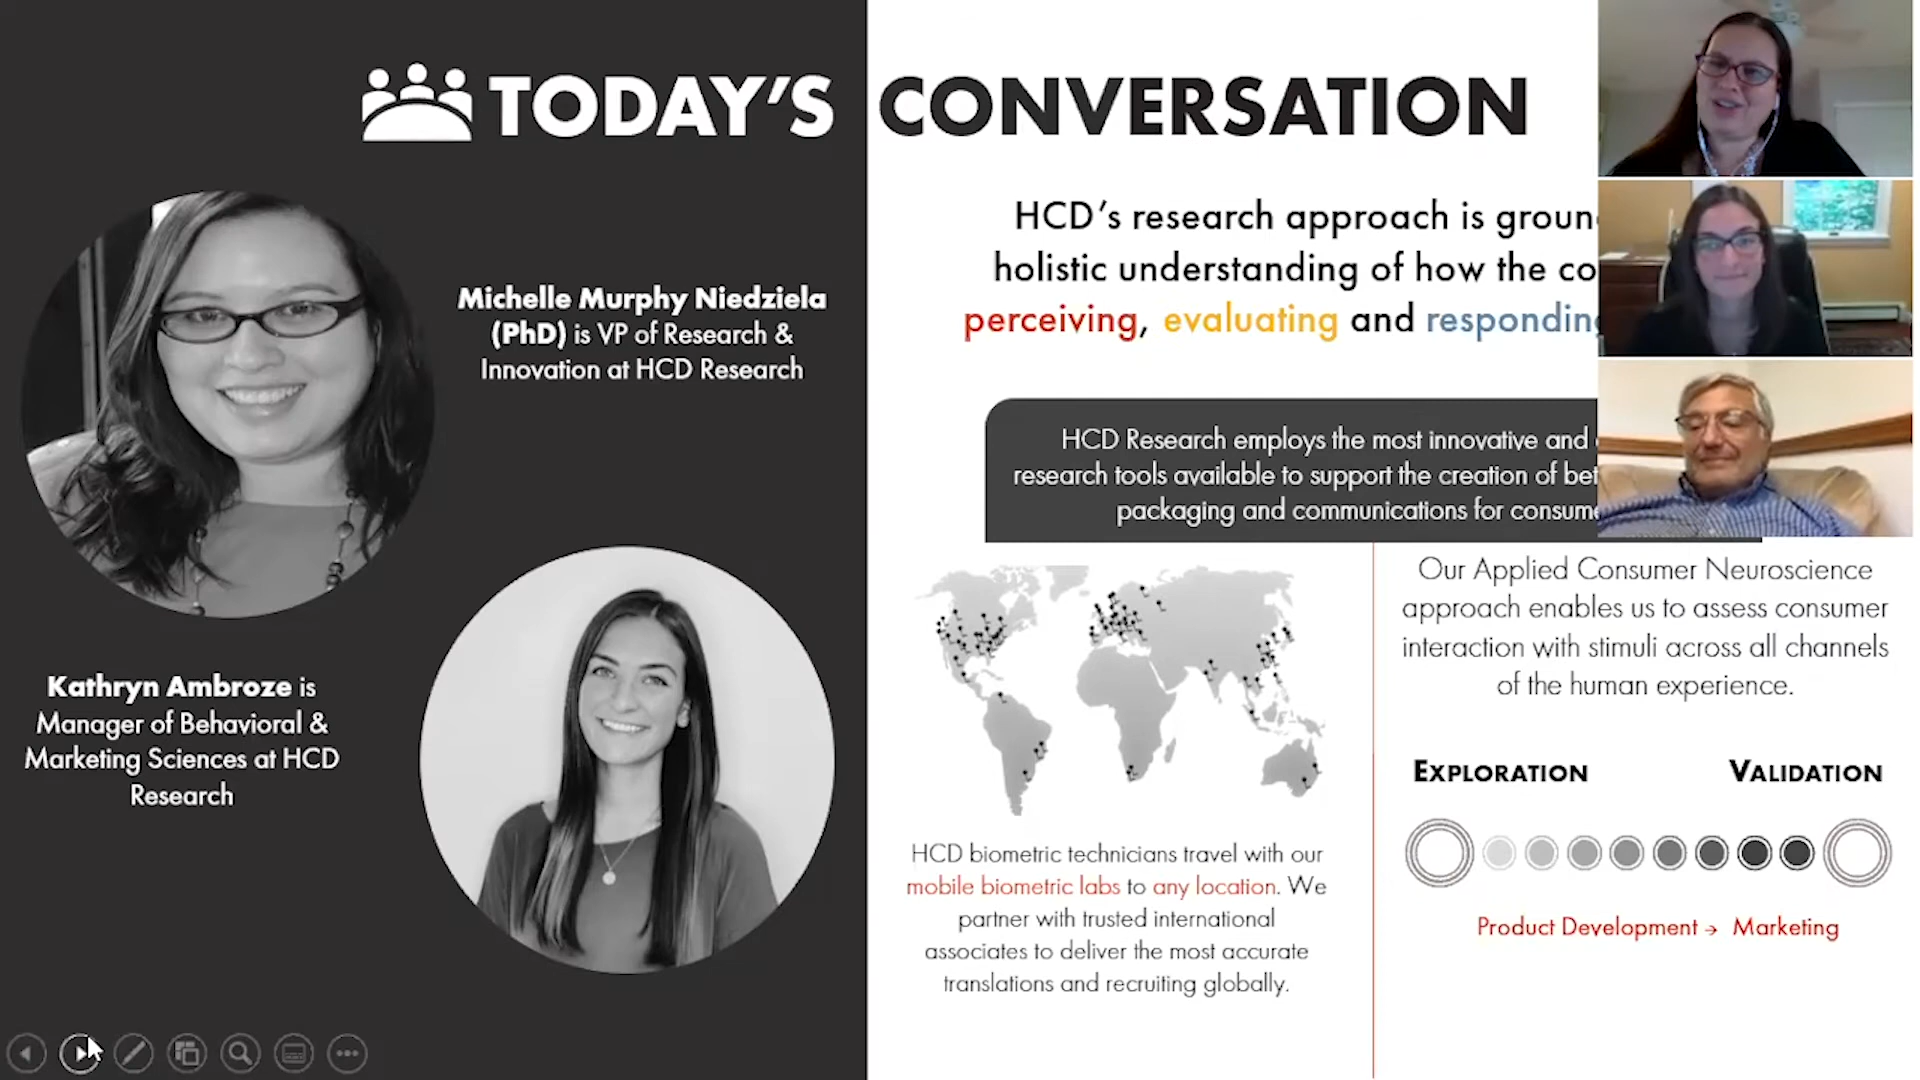 TODAY'S CONVERSATION
Michelle Murphy Niedziela
(PhD) is VP of Research &
Innovation at HCD Research
Kathryn Ambroze is
Manager of Behavioral &
Marketing Sciences at HCD
Research
HCD's research approach is
holistic understanding of how the
perceiving, evaluating and
HCD Research employs the most innovative and
research tools available to support the creation of
packaging and communications for
HCD biometric technicians travel with our
mobile biometric labs to any location. We
partner with trusted international
associates to deliver the most accurate
translations and recruiting globally.
Our Applied Consumer Neuroscience
approach enables us to assess consumer
interaction with stimuli across all channels
of the human experience.
EXPLORATION VALIDATION
Product Development → Marketing